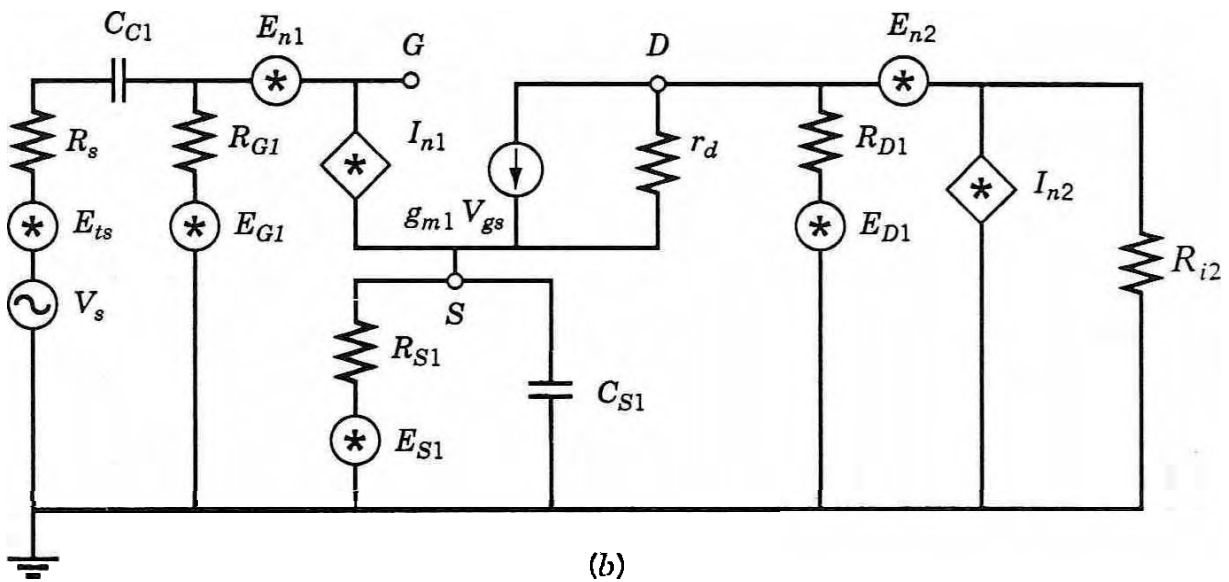 C_{C1}
E_{n1}
G
D
E_{n2}
R_s
R_{G1}
I_{n1}
r_d
R_{D1}
I_{n2}
E_{ts}
E_{G1}
g_{m1} V_{gs}
E_{D1}
R_{i2}
V_s
S
R_{S1}
C_{S1}
E_{S1}
(b)